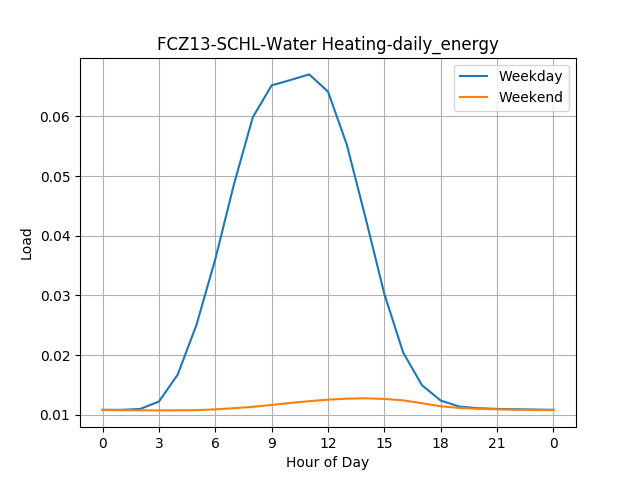 FCZ13-SCHL-Water Heating-daily_energy
Weekday
Weekend
Load
0.06
0.05
0.04
0.03
0.02
0.01
0 3 6 9 12 15 18 21 0
Hour of Day